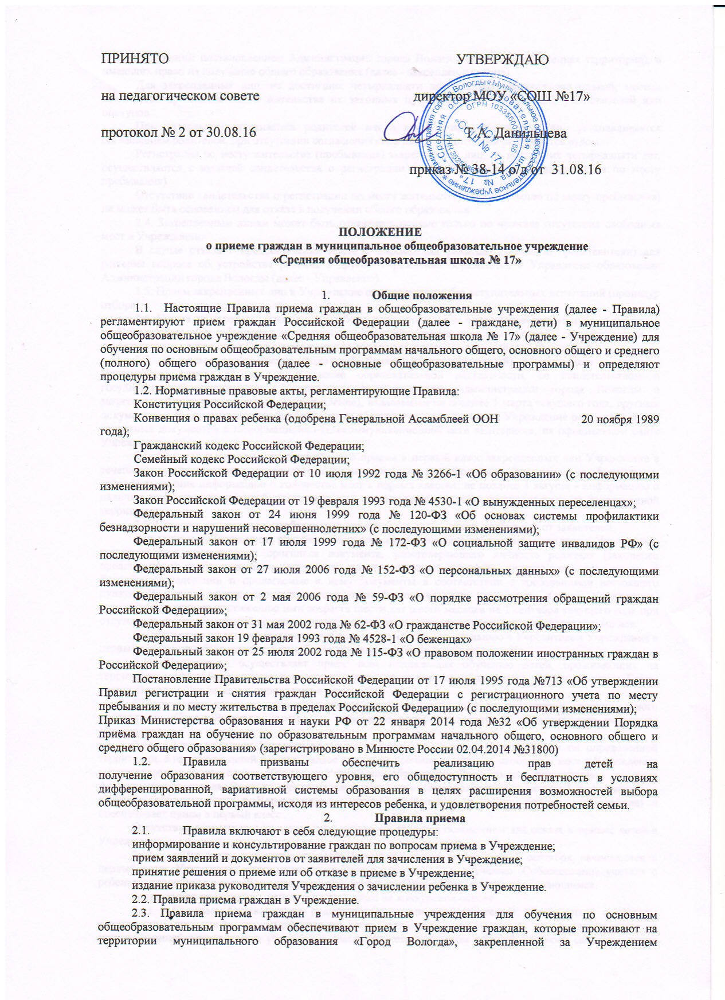 ПРИНЯТО УТВЕРЖДАЮ
на педагогическом совете директор МОУ «СОШ №17»
протокол № 2 от 30.08.16 Т.А. Данильцева
приказ № 38-14 о/д от 31.08.16
МСУ
«СОШ № 17»
ПОЛОЖЕНИЕ
о приеме граждан в муниципальное общеобразовательное учреждение
«Средняя общеобразовательная школа № 17»
1. Общие положения
1.1. Настоящие Правила приема граждан в общеобразовательные учреждения (далее - Правила)
регламентируют прием граждан Российской Федерации (далее - граждане, дети) в муниципальное
общеобразовательное учреждение «Средняя общеобразовательная школа № 17» (далее - Учреждение) для
обучения по основным общеобразовательным программам начального общего, основного общего и среднего
(полного) общего образования (далее - основные общеобразовательные программы) и определяют
процедуры приема граждан в Учреждение.
1.2. Нормативные правовые акты, регламентирующие Правила:
Конституция Российской Федерации;
Конвенция о правах ребенка (одобрена Генеральной Ассамблеей ООН 20 ноября 1989
года);
Гражданский кодекс Российской Федерации;
Семейный кодекс Российской Федерации;
Закон Российской Федерации от 10 июля 1992 года № 3266-1 «Об образовании» (с последующими
изменениями);
Закон Российской Федерации от 19 февраля 1993 года № 4530-1 «О вынужденных переселенцах»;
Федеральный закон от 24 июня 1999 года № 120-ФЗ «Об основах системы профилактики
безнадзорности и нарушений несовершеннолетних» (с последующими изменениями);
Федеральный закон от 17 июля 1999 года № 172-ФЗ «О социальной защите инвалидов РФ» (с
последующими изменениями);
Федеральный закон от 27 июля 2006 года № 152-ФЗ «О персональных данных» (с последующими
изменениями);
Федеральный закон от 2 мая 2006 года № 59-ФЗ «О порядке рассмотрения обращений граждан
Российской Федерации»;
Федеральный закон от 31 мая 2002 года № 62-ФЗ «О гражданстве Российской Федерации»;
Федеральный закон 19 февраля 1993 года № 4528-1 «О беженцах»
Федеральный закон от 25 июля 2002 года № 115-ФЗ «О правовом положении иностранных граждан в
Российской Федерации»;
Постановление Правительства Российской Федерации от 17 июля 1995 года №713 «Об утверждении
Правил регистрации и снятия граждан Российской Федерации с регистрационного учета по месту
пребывания и по месту жительства в пределах Российской Федерации» (с последующими изменениями);
Приказ Министерства образования и науки РФ от 22 января 2014 года №32 «Об утверждении Порядка
приёма граждан на обучение по образовательным программам начального общего, основного общего и
среднего общего образования» (зарегистрировано в Минюсте России 02.04.2014 №31800)
1.2. Правила призваны обеспечить реализацию прав детей на
получение образования соответствующего уровня, его общедоступность и бесплатность в условиях
дифференцированной, вариативной системы образования в целях расширения возможностей выбора
общеобразовательной программы, исходя из интересов ребенка, и удовлетворения потребностей семьи.
2. Правила приема
2.1. Правила включают в себя следующие процедуры:
информирование и консультирование граждан по вопросам приема в Учреждение;
прием заявлений и документов от заявителей для зачисления в Учреждение;
принятие решения о приеме или об отказе в приеме в Учреждение;
издание приказа руководителя Учреждения о зачислении ребенка в Учреждение.
2.2. Правила приема граждан в Учреждение.
2.3. Правила приема граждан в муниципальные учреждения для обучения по основным
общеобразовательным программам обеспечивают прием в Учреждение граждан, которые проживают на
территории муниципального образования «Город Вологда», закрепленной за Учреждением